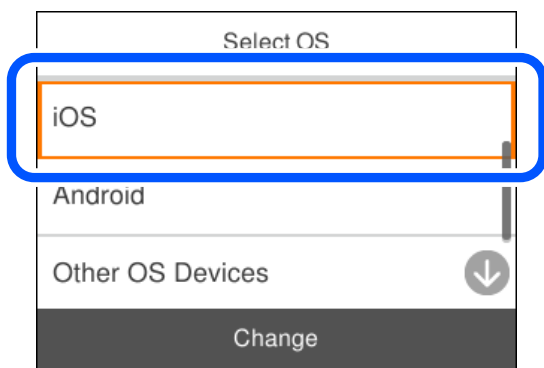 Select OS
iOS
Android
Other OS Devices
Change